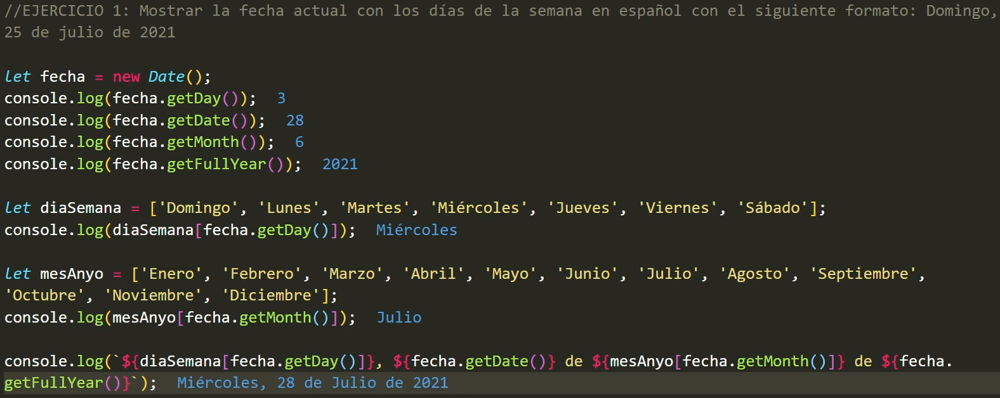 //EJERCICIO 1: Mostrar la fecha actual con los días de la semana en español con el siguiente formato: Domingo,
25 de julio de 2021
let fecha = new Date();
console.log(fecha.getDay());  3
console.log(fecha.getDate());  28
console.log(fecha.getMonth());  6
console.log(fecha.getFullYear());  2021
let diaSemana = ['Domingo', 'Lunes', 'Martes', 'Miércoles', 'Jueves', 'Viernes', 'Sábado'];
console.log(diaSemana[fecha.getDay()]);  Miércoles
let mesAnyo = ['Enero', 'Febrero', 'Marzo', 'Abril', 'Mayo', 'Junio', 'Julio', 'Agosto', 'Septiembre',
'Octubre', 'Noviembre', 'Diciembre'];
console.log(mesAnyo[fecha.getMonth()]);  Julio
console.log(`${diaSemana[fecha.getDay()]}, ${fecha.getDate()} de ${mesAnyo[fecha.getMonth()]} de ${fecha.
getFullYear()}`);  Miércoles, 28 de Julio de 2021